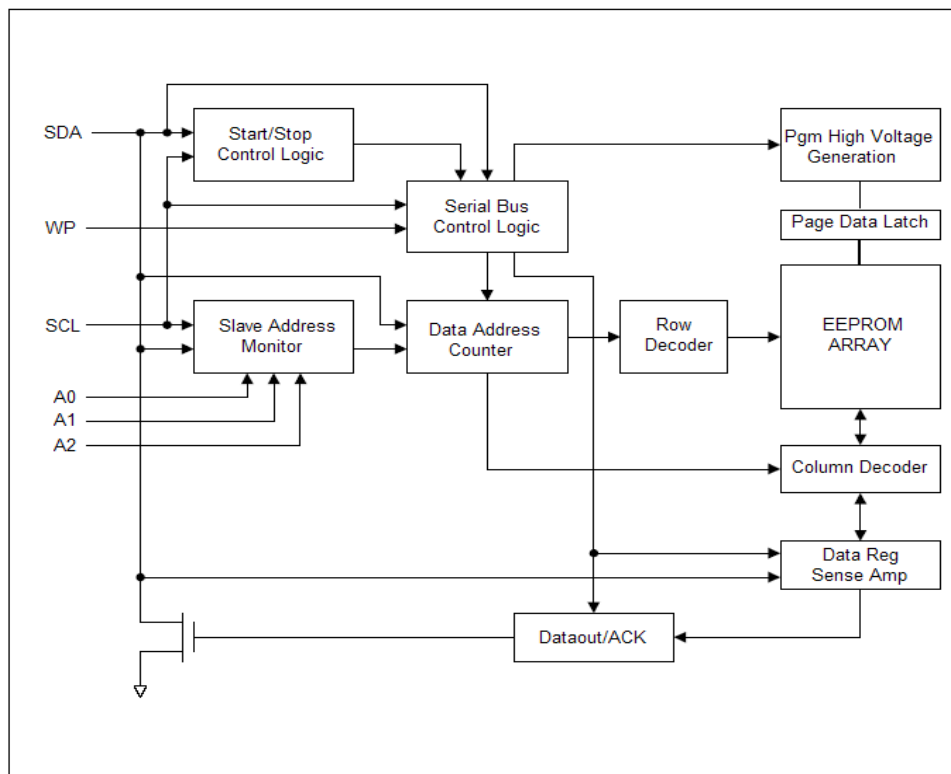 SDA
Start/Stop
Control Logic
Pgm High Voltage
Generation
WP
Serial Bus
Control Logic
Page Data Latch
SCL
Slave Address
Monitor
Data Address
Counter
Row
Decoder
EEPROM
ARRAY
A0
A1
A2
Column Decoder
Data Reg
Sense Amp
Dataout/ACK